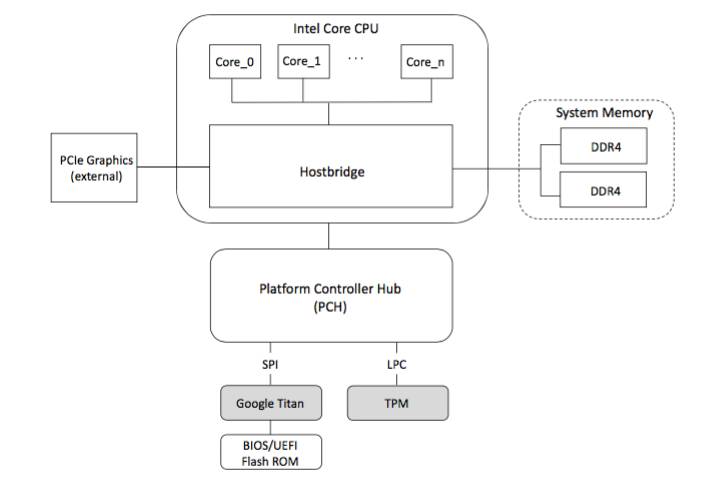 Intel Core CPU
Core_0
Core_1
...
Core_n
System Memory
DDR4
DDR4
PCIe Graphics
(external)
Hostbridge
Platform Controller Hub
(PCH)
SPI
LPC
Google Titan
TPM
BIOS/UEFI
Flash ROM